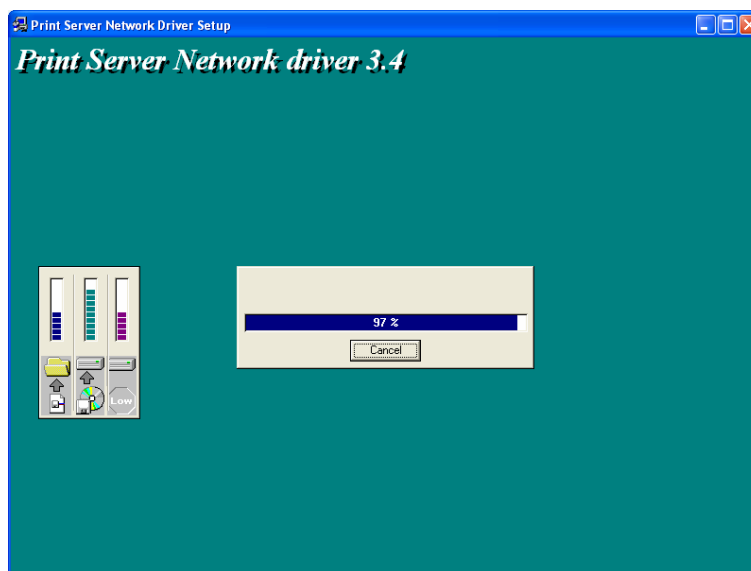 Print Server Network Driver Setup
Print Server Network driver 3.4
97 %
Cancel
Low